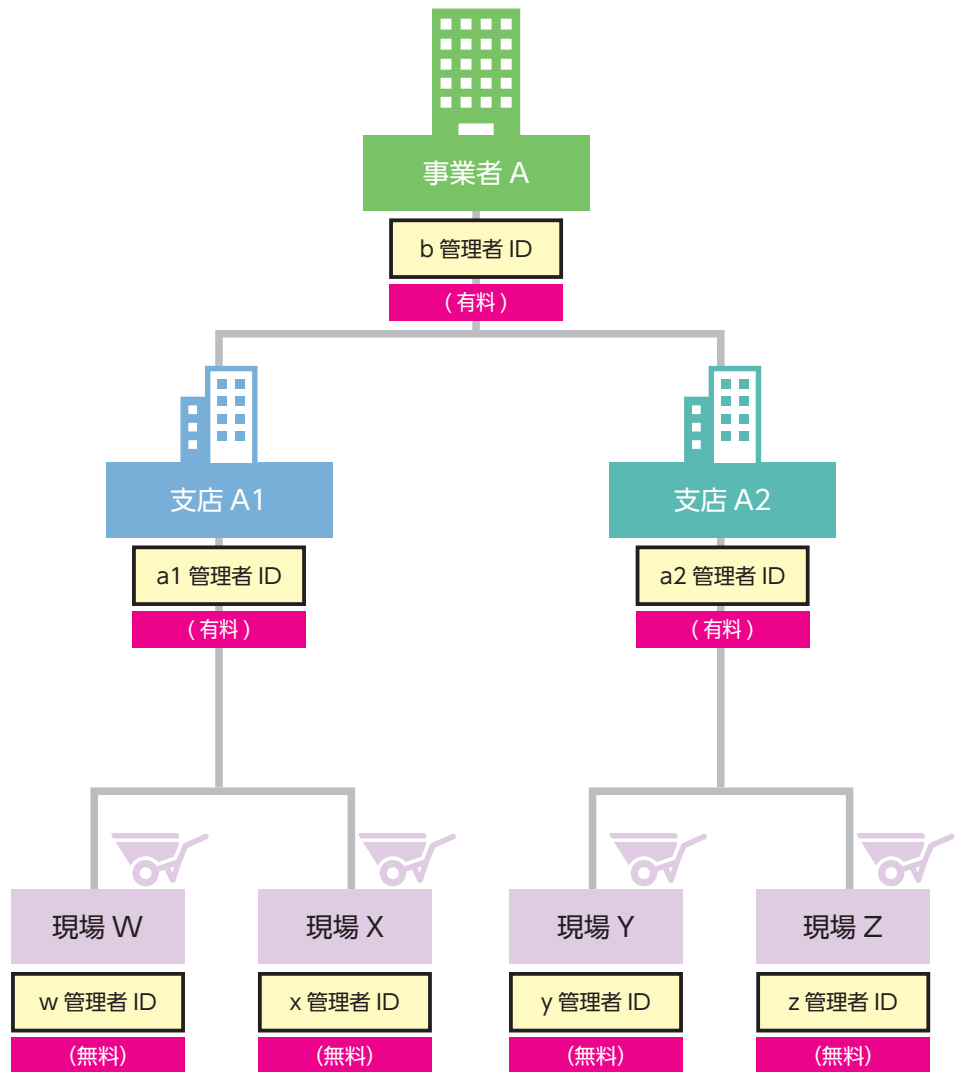 事業者 A
b 管理者 ID
( 有料 )
支店 A1
支店 A2
a1 管理者 ID
a2 管理者 ID
( 有料 )
( 有料 )
現場 W
現場 X
現場 Y
現場 Z
w 管理者 ID
x 管理者 ID
y 管理者 ID
z 管理者 ID
(無料)
(無料)
(無料)
(無料)